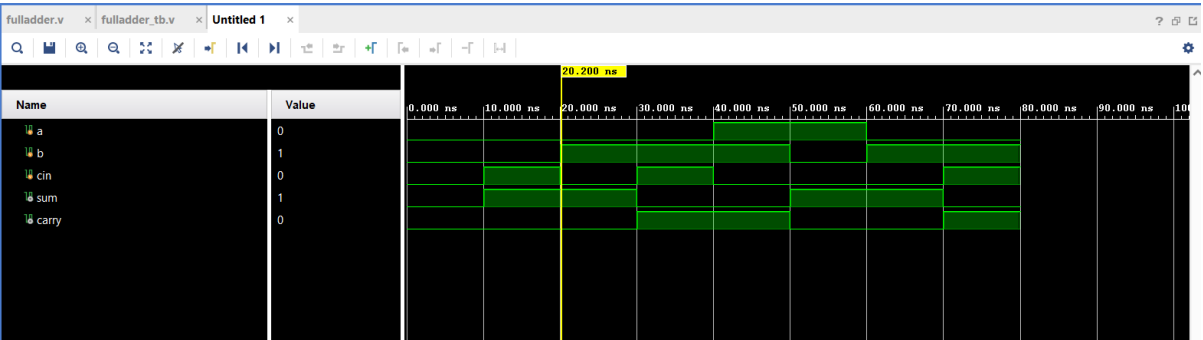 fulladder.v × fulladder_tb.v × Untitled 1 ×
20.200 ns
Name Value
0.000 ns 10.000 ns 20.000 ns 30.000 ns 40.000 ns 50.000 ns 60.000 ns 70.000 ns 80.000 ns 90.000 ns 10
a 0
b 1
cin 0
sum 1
carry 0